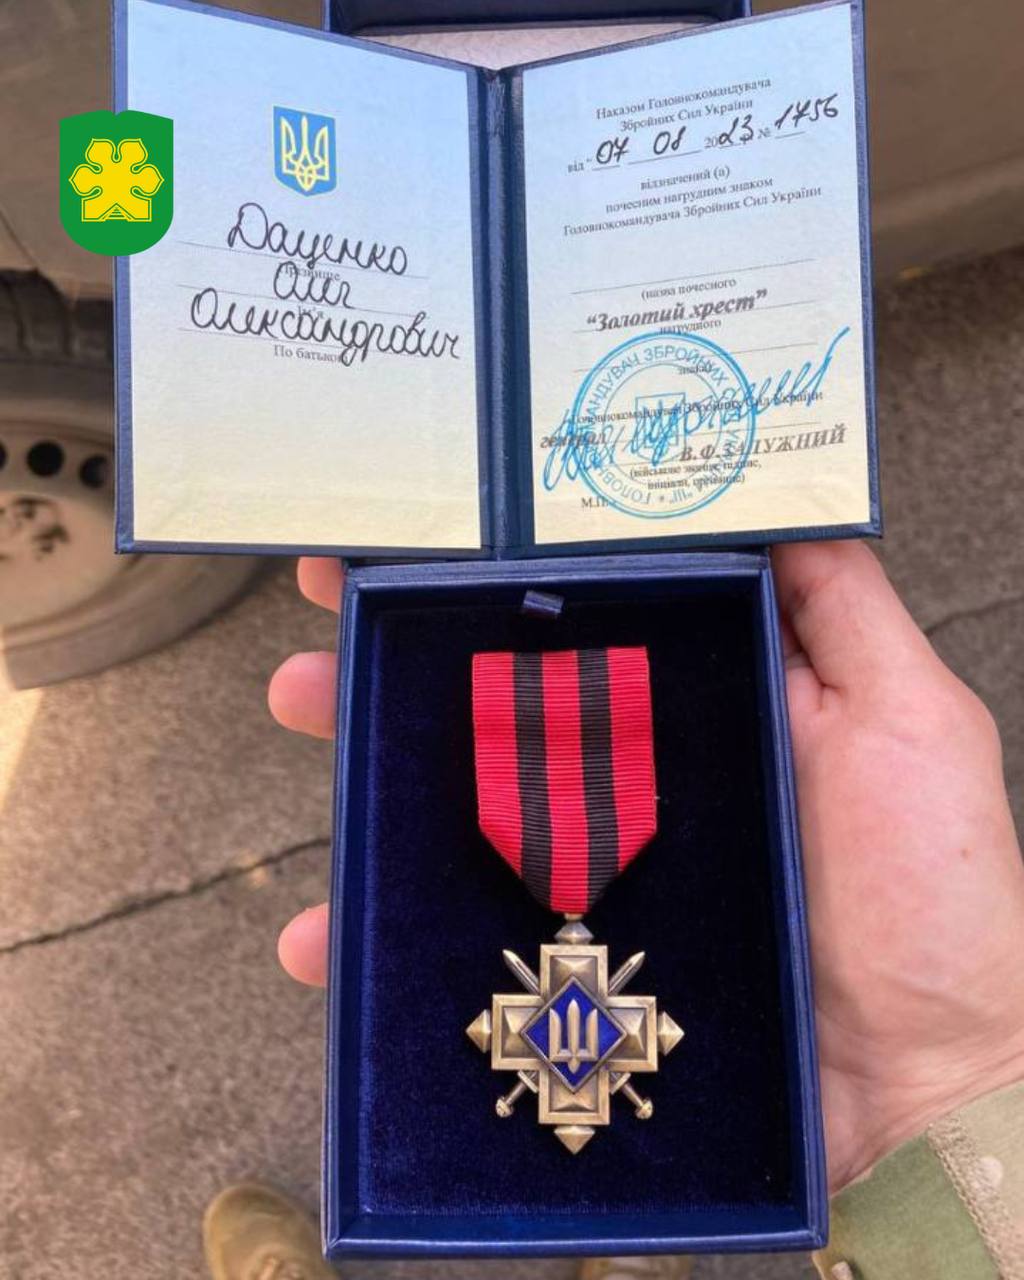 Даценко
Прізвище
Олег
Ім'я
Олександрович
По батькові
Наказом Головнокомандувача
Збройних Сил України
від "07 08 2023 № 1756
відзначений (а)
почесним нагрудним знаком
Головнокомандувача Збройних Сил України
(назва почесного
"Золотий хрест"
нагрудного
знака)
Головнокомандувач Збройних Сил України
генерал
В.Ф.ЗАЛУЖНИЙ
(військове звання, підпис,
ініціали, прізвище)
М.П.